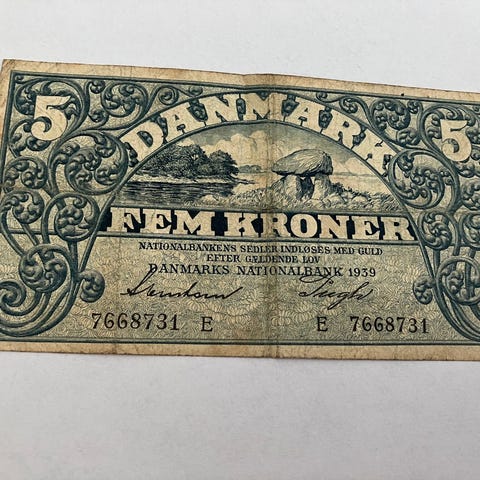 5 DANMARK 5
FEM KRONER
NATIONALBANKENS SEDLER INDLØSES MED GULD
EFTER GÆLDENDE LOV
DANMARKS NATIONALBANK 1939
7668731 E E 7668731